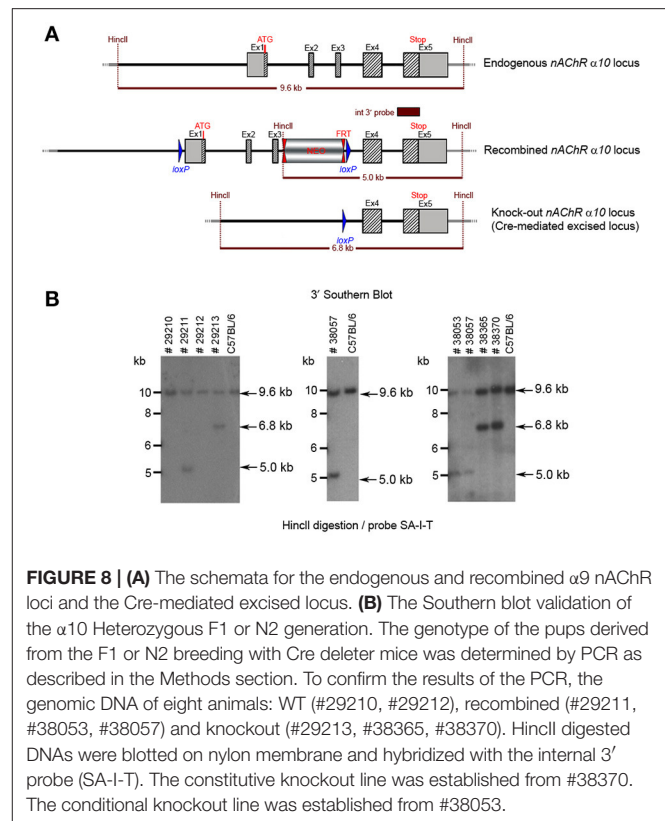 A
HincII
ATG
Stop
HincII
Ex1
Ex2
Ex3
Ex4
Ex5
Endogenous nAChR α10 locus
9.6 kb
int 3' probe
ATG
HincII
FRT
Stop
HincII
Ex1
Ex2
Ex3
NEO
Ex4
Ex5
Recombined nAChR α10 locus
loxP
loxP
5.0 kb
HincII
Stop
HincII
Ex4
Ex5
Knock-out nAChR α10 locus
(Cre-mediated excised locus)
loxP
6.8 kb
B
3′ Southern Blot
# 29210
# 29211
# 29212
# 29213
C57BL/6
# 38057
C57BL/6
# 38053
# 38057
# 38365
# 38370
C57BL/6
kb
10
8
6
5
9.6 kb
6.8 kb
5.0 kb
kb
10
8
6
5
9.6 kb
5.0 kb
kb
10
8
6
5
9.6 kb
6.8 kb
5.0 kb
HincII digestion / probe SA-I-T
FIGURE 8 | (A) The schemata for the endogenous and recombined α9 nAChR
loci and the Cre-mediated excised locus. (B) The Southern blot validation of
the α10 Heterozygous F1 or N2 generation. The genotype of the pups derived
from the F1 or N2 breeding with Cre deleter mice was determined by PCR as
described in the Methods section. To confirm the results of the PCR, the
genomic DNA of eight animals: WT (#29210, #29212), recombined (#29211,
#38053, #38057) and knockout (#29213, #38365, #38370). HincII digested
DNAs were blotted on nylon membrane and hybridized with the internal 3′
probe (SA-I-T). The constitutive knockout line was established from #38370.
The conditional knockout line was established from #38053.